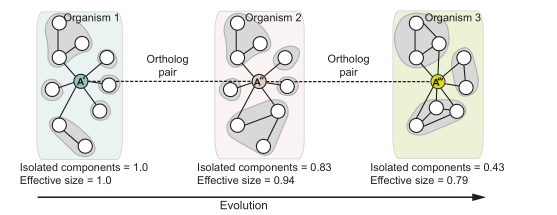 Organism 1
Organism 2
Organism 3
Ortholog
pair
Ortholog
pair
A'
A''
A'''
Isolated components = 1.0
Effective size = 1.0
Isolated components = 0.83
Effective size = 0.94
Isolated components = 0.43
Effective size = 0.79
Evolution